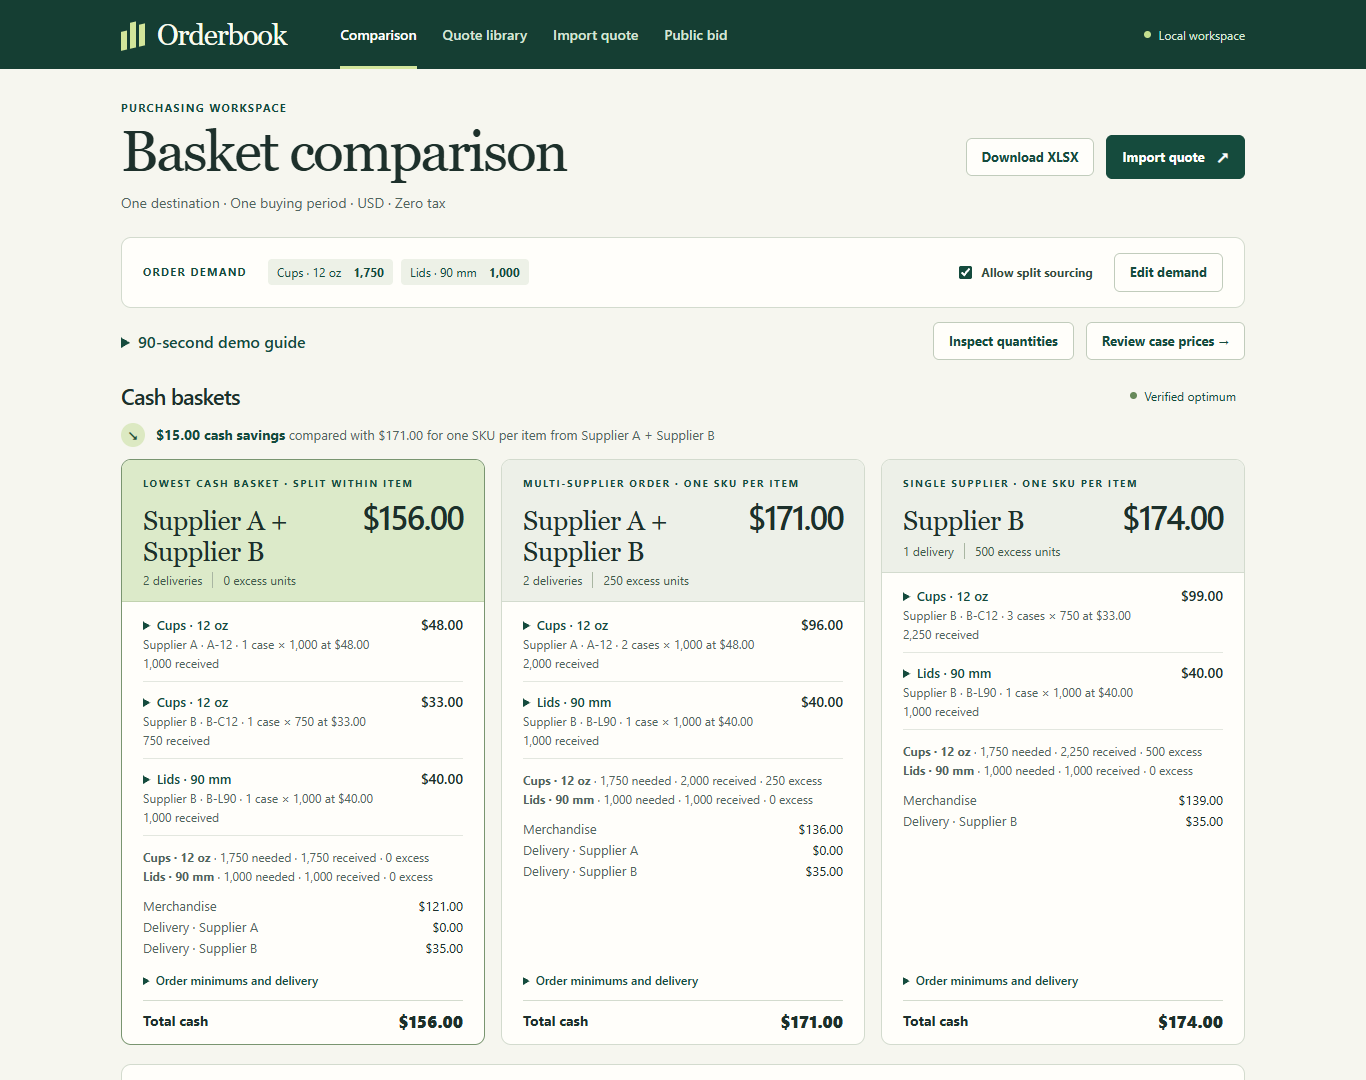 Orderbook
Comparison
Quote library
Import quote
Public bid
Local workspace
PURCHASING WORKSPACE
Basket comparison
One destination · One buying period · USD · Zero tax
Download XLSX
Import quote ↗
ORDER DEMAND
Cups · 12 oz 1,750
Lids · 90 mm 1,000
Allow split sourcing
Edit demand
90-second demo guide
Inspect quantities
Review case prices →
Cash baskets
Verified optimum
$15.00 cash savings compared with $171.00 for one SKU per item from Supplier A + Supplier B
LOWEST CASH BASKET · SPLIT WITHIN ITEM
Supplier A +
Supplier B
$156.00
2 deliveries
0 excess units
Cups · 12 oz $48.00
Supplier A · A-12 · 1 case × 1,000 at $48.00
1,000 received
Cups · 12 oz $33.00
Supplier B · B-C12 · 1 case × 750 at $33.00
750 received
Lids · 90 mm $40.00
Supplier B · B-L90 · 1 case × 1,000 at $40.00
1,000 received
Cups · 12 oz · 1,750 needed · 1,750 received · 0 excess
Lids · 90 mm · 1,000 needed · 1,000 received · 0 excess
Merchandise $121.00
Delivery · Supplier A $0.00
Delivery · Supplier B $35.00
Order minimums and delivery
Total cash $156.00
MULTI-SUPPLIER ORDER · ONE SKU PER ITEM
Supplier A +
Supplier B
$171.00
2 deliveries
250 excess units
Cups · 12 oz $96.00
Supplier A · A-12 · 2 cases × 1,000 at $48.00
2,000 received
Lids · 90 mm $40.00
Supplier B · B-L90 · 1 case × 1,000 at $40.00
1,000 received
Cups · 12 oz · 1,750 needed · 2,000 received · 250 excess
Lids · 90 mm · 1,000 needed · 1,000 received · 0 excess
Merchandise $136.00
Delivery · Supplier A $0.00
Delivery · Supplier B $35.00
Order minimums and delivery
Total cash $171.00
SINGLE SUPPLIER · ONE SKU PER ITEM
Supplier B
$174.00
1 delivery
500 excess units
Cups · 12 oz $99.00
Supplier B · B-C12 · 3 cases × 750 at $33.00
2,250 received
Lids · 90 mm $40.00
Supplier B · B-L90 · 1 case × 1,000 at $40.00
1,000 received
Cups · 12 oz · 1,750 needed · 2,250 received · 500 excess
Lids · 90 mm · 1,000 needed · 1,000 received · 0 excess
Merchandise $139.00
Delivery · Supplier B $35.00
Order minimums and delivery
Total cash $174.00